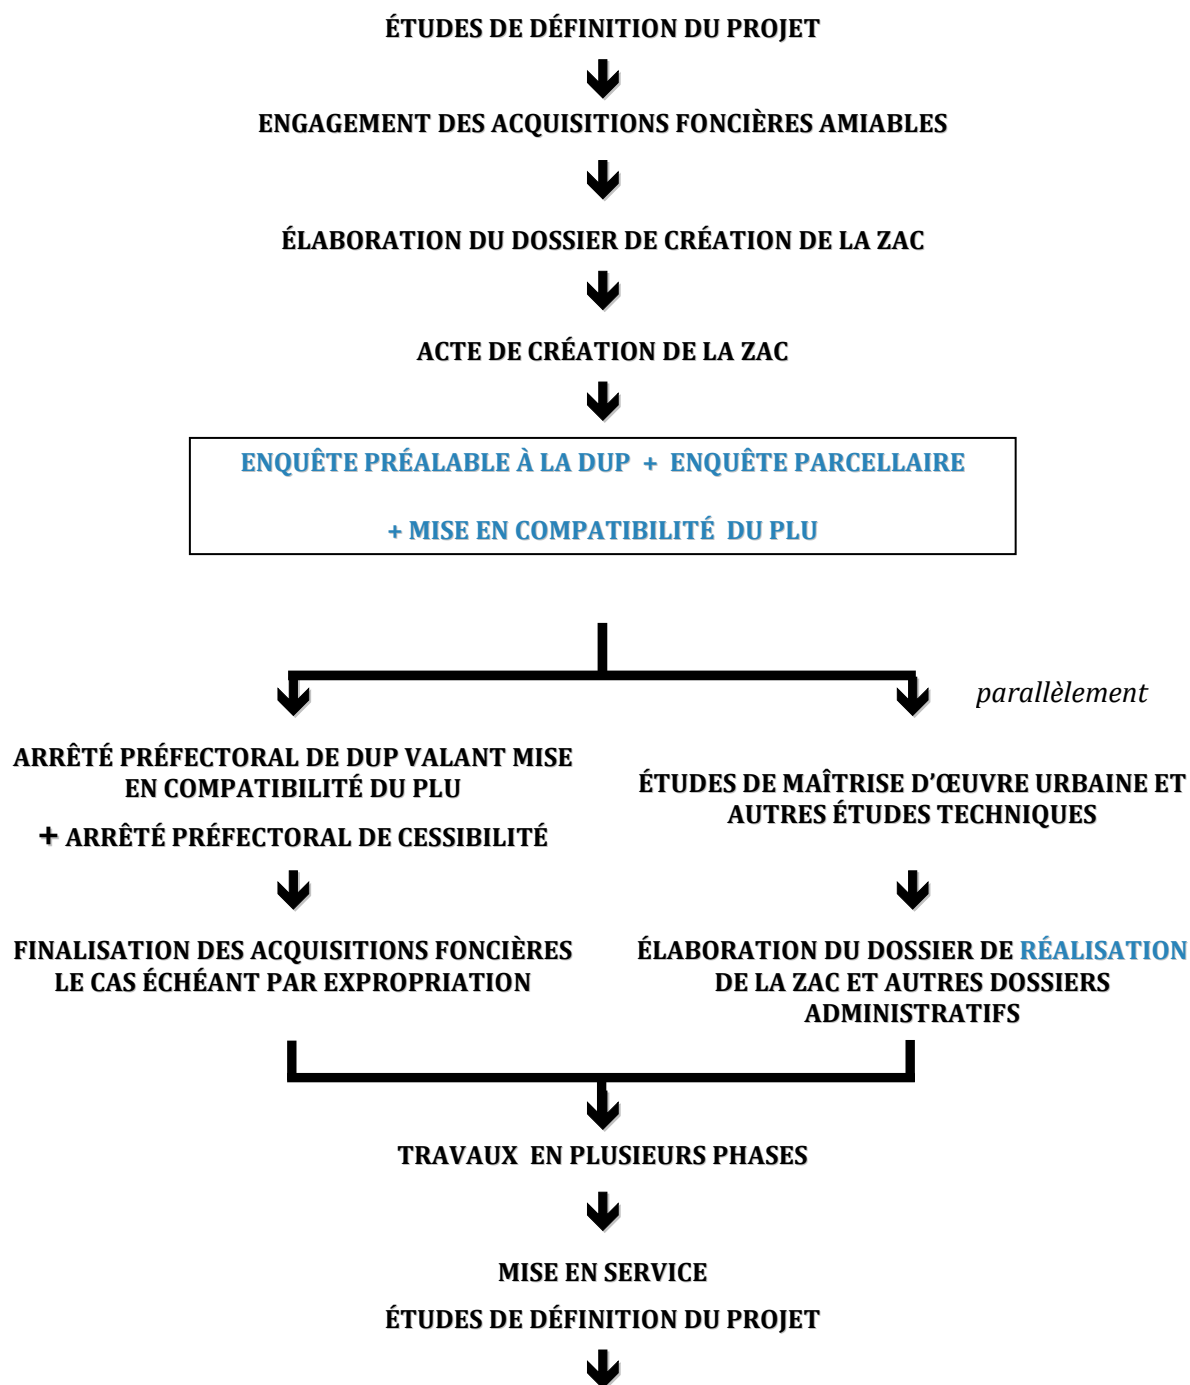 ÉTUDES DE DÉFINITION DU PROJET
ENGAGEMENT DES ACQUISITIONS FONCIÈRES AMIABLES
ÉLABORATION DU DOSSIER DE CRÉATION DE LA ZAC
ACTE DE CRÉATION DE LA ZAC
ENQUÊTE PRÉALABLE À LA DUP + ENQUÊTE PARCELLAIRE
+ MISE EN COMPATIBILITÉ DU PLU
parallèlement
ARRÊTÉ PRÉFECTORAL DE DUP VALANT MISE
EN COMPATIBILITÉ DU PLU
+ ARRÊTÉ PRÉFECTORAL DE CESSIBILITÉ
ÉTUDES DE MAÎTRISE D’ŒUVRE URBAINE ET
AUTRES ÉTUDES TECHNIQUES
FINALISATION DES ACQUISITIONS FONCIÈRES
LE CAS ÉCHÉANT PAR EXPROPRIATION
ÉLABORATION DU DOSSIER DE RÉALISATION
DE LA ZAC ET AUTRES DOSSIERS
ADMINISTRATIFS
TRAVAUX EN PLUSIEURS PHASES
MISE EN SERVICE
ÉTUDES DE DÉFINITION DU PROJET